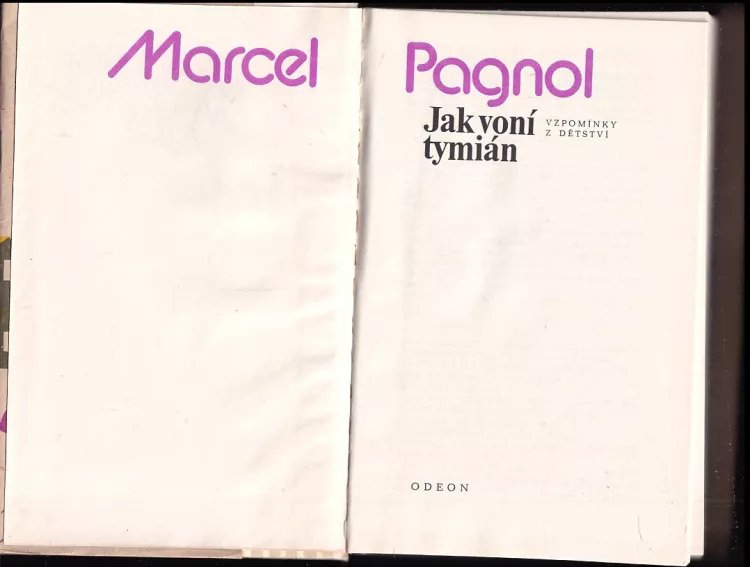 Marcel Pagnol
Jak voní
tymián
VZPOMÍNKY
Z DĚTSTVÍ
ODEON